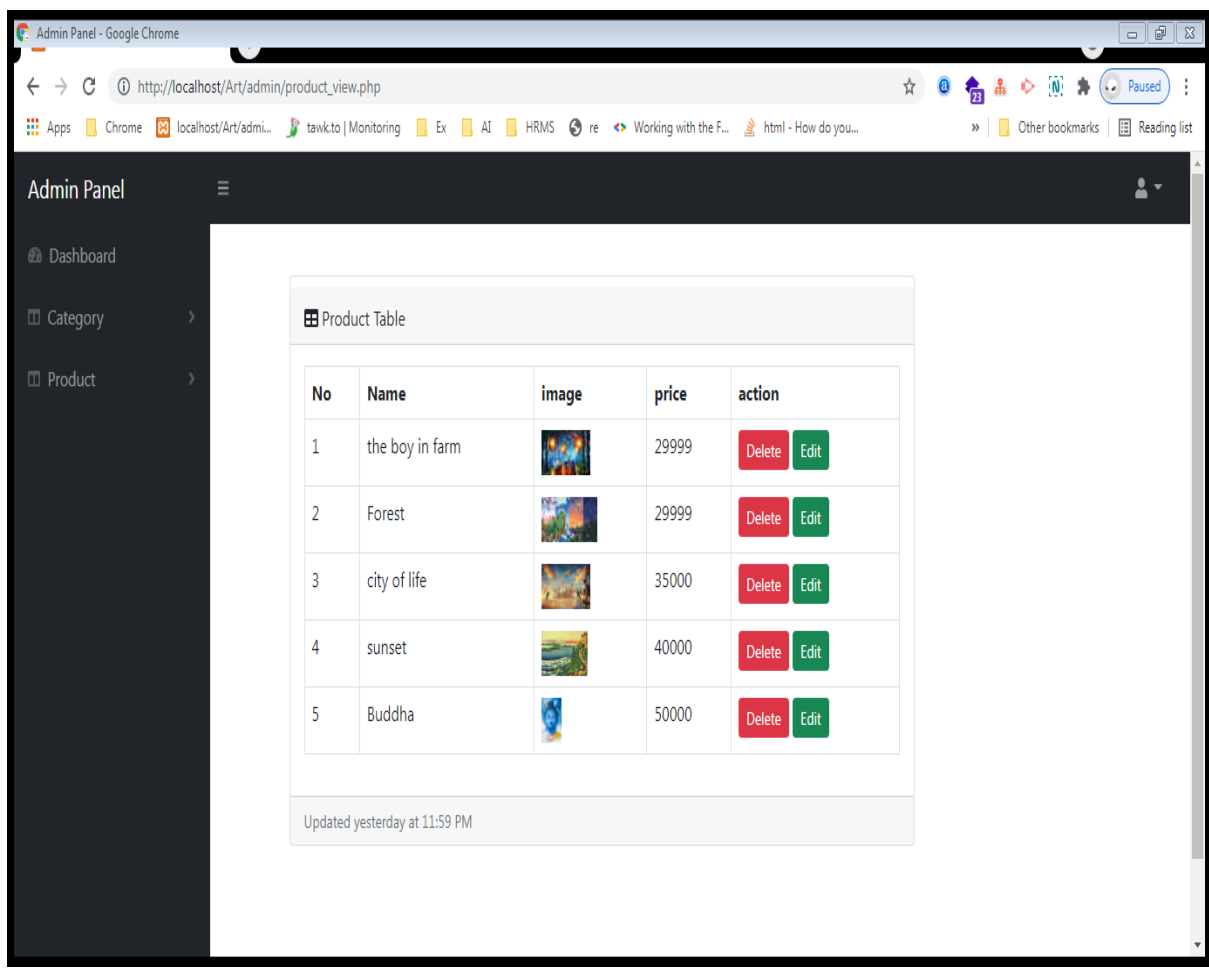 Admin Panel - Google Chrome
http://localhost/Art/admin/product_view.php
23
Paused
Apps Chrome localhost/Art/admi... tawk.to | Monitoring Ex AI HRMS re Working with the F... html - How do you... » Other bookmarks Reading list
Admin Panel
Dashboard
Category
Product
Product Table
No Name image price action
1 the boy in farm 29999 Delete Edit
2 Forest 29999 Delete Edit
3 city of life 35000 Delete Edit
4 sunset 40000 Delete Edit
5 Buddha 50000 Delete Edit
Updated yesterday at 11:59 PM